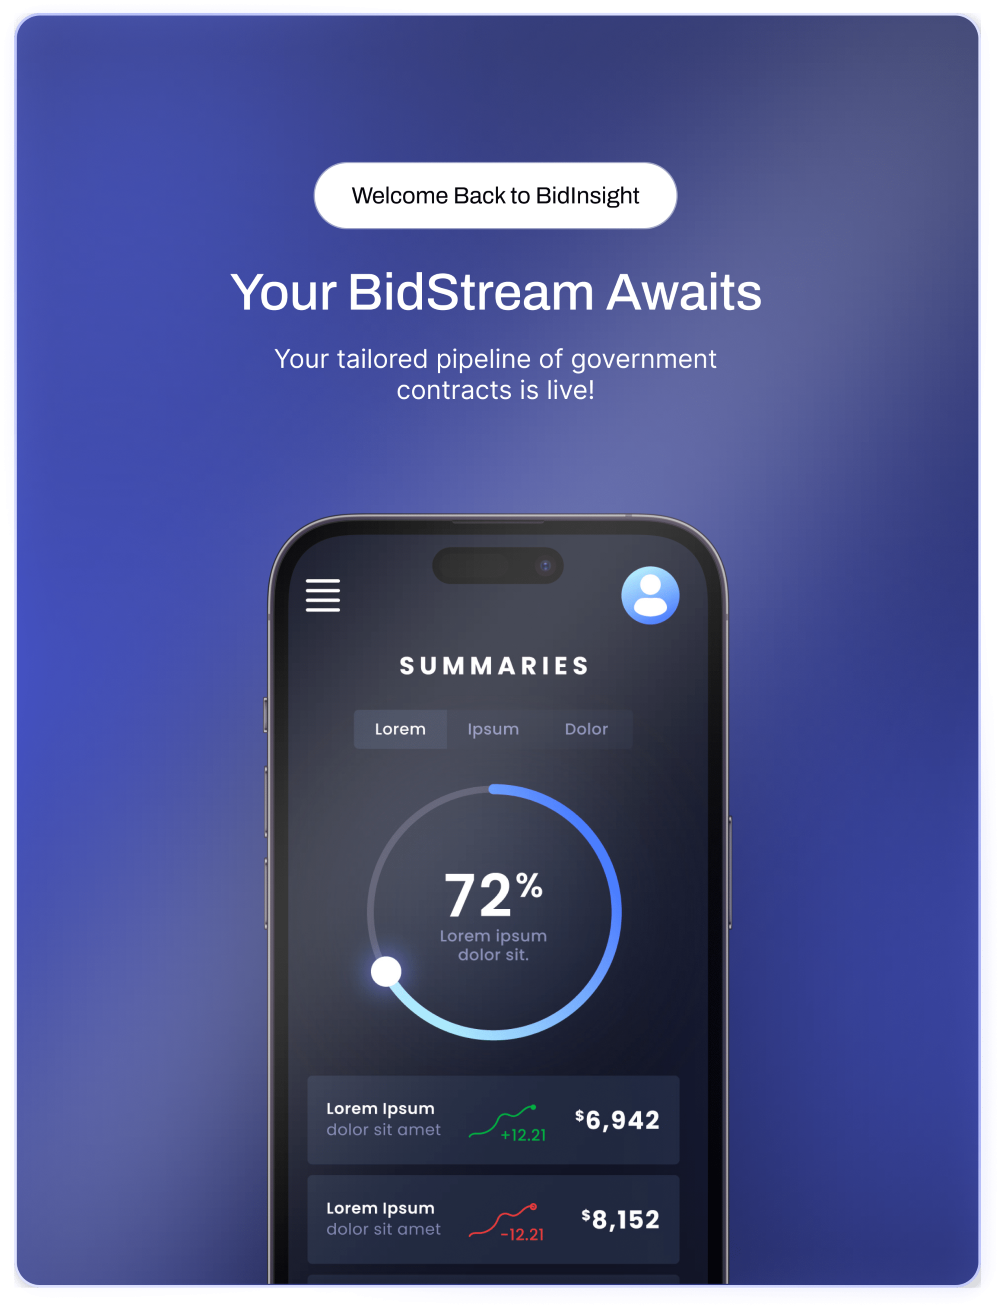 Welcome Back to BidInsight
Your BidStream Awaits
Your tailored pipeline of government
contracts is live!
SUMMARIES
Lorem Ipsum Dolor
72%
Lorem ipsum
dolor sit.
Lorem Ipsum
dolor sit amet
+12.21
$6,942
Lorem Ipsum
dolor sit amet
-12.21
$8,152